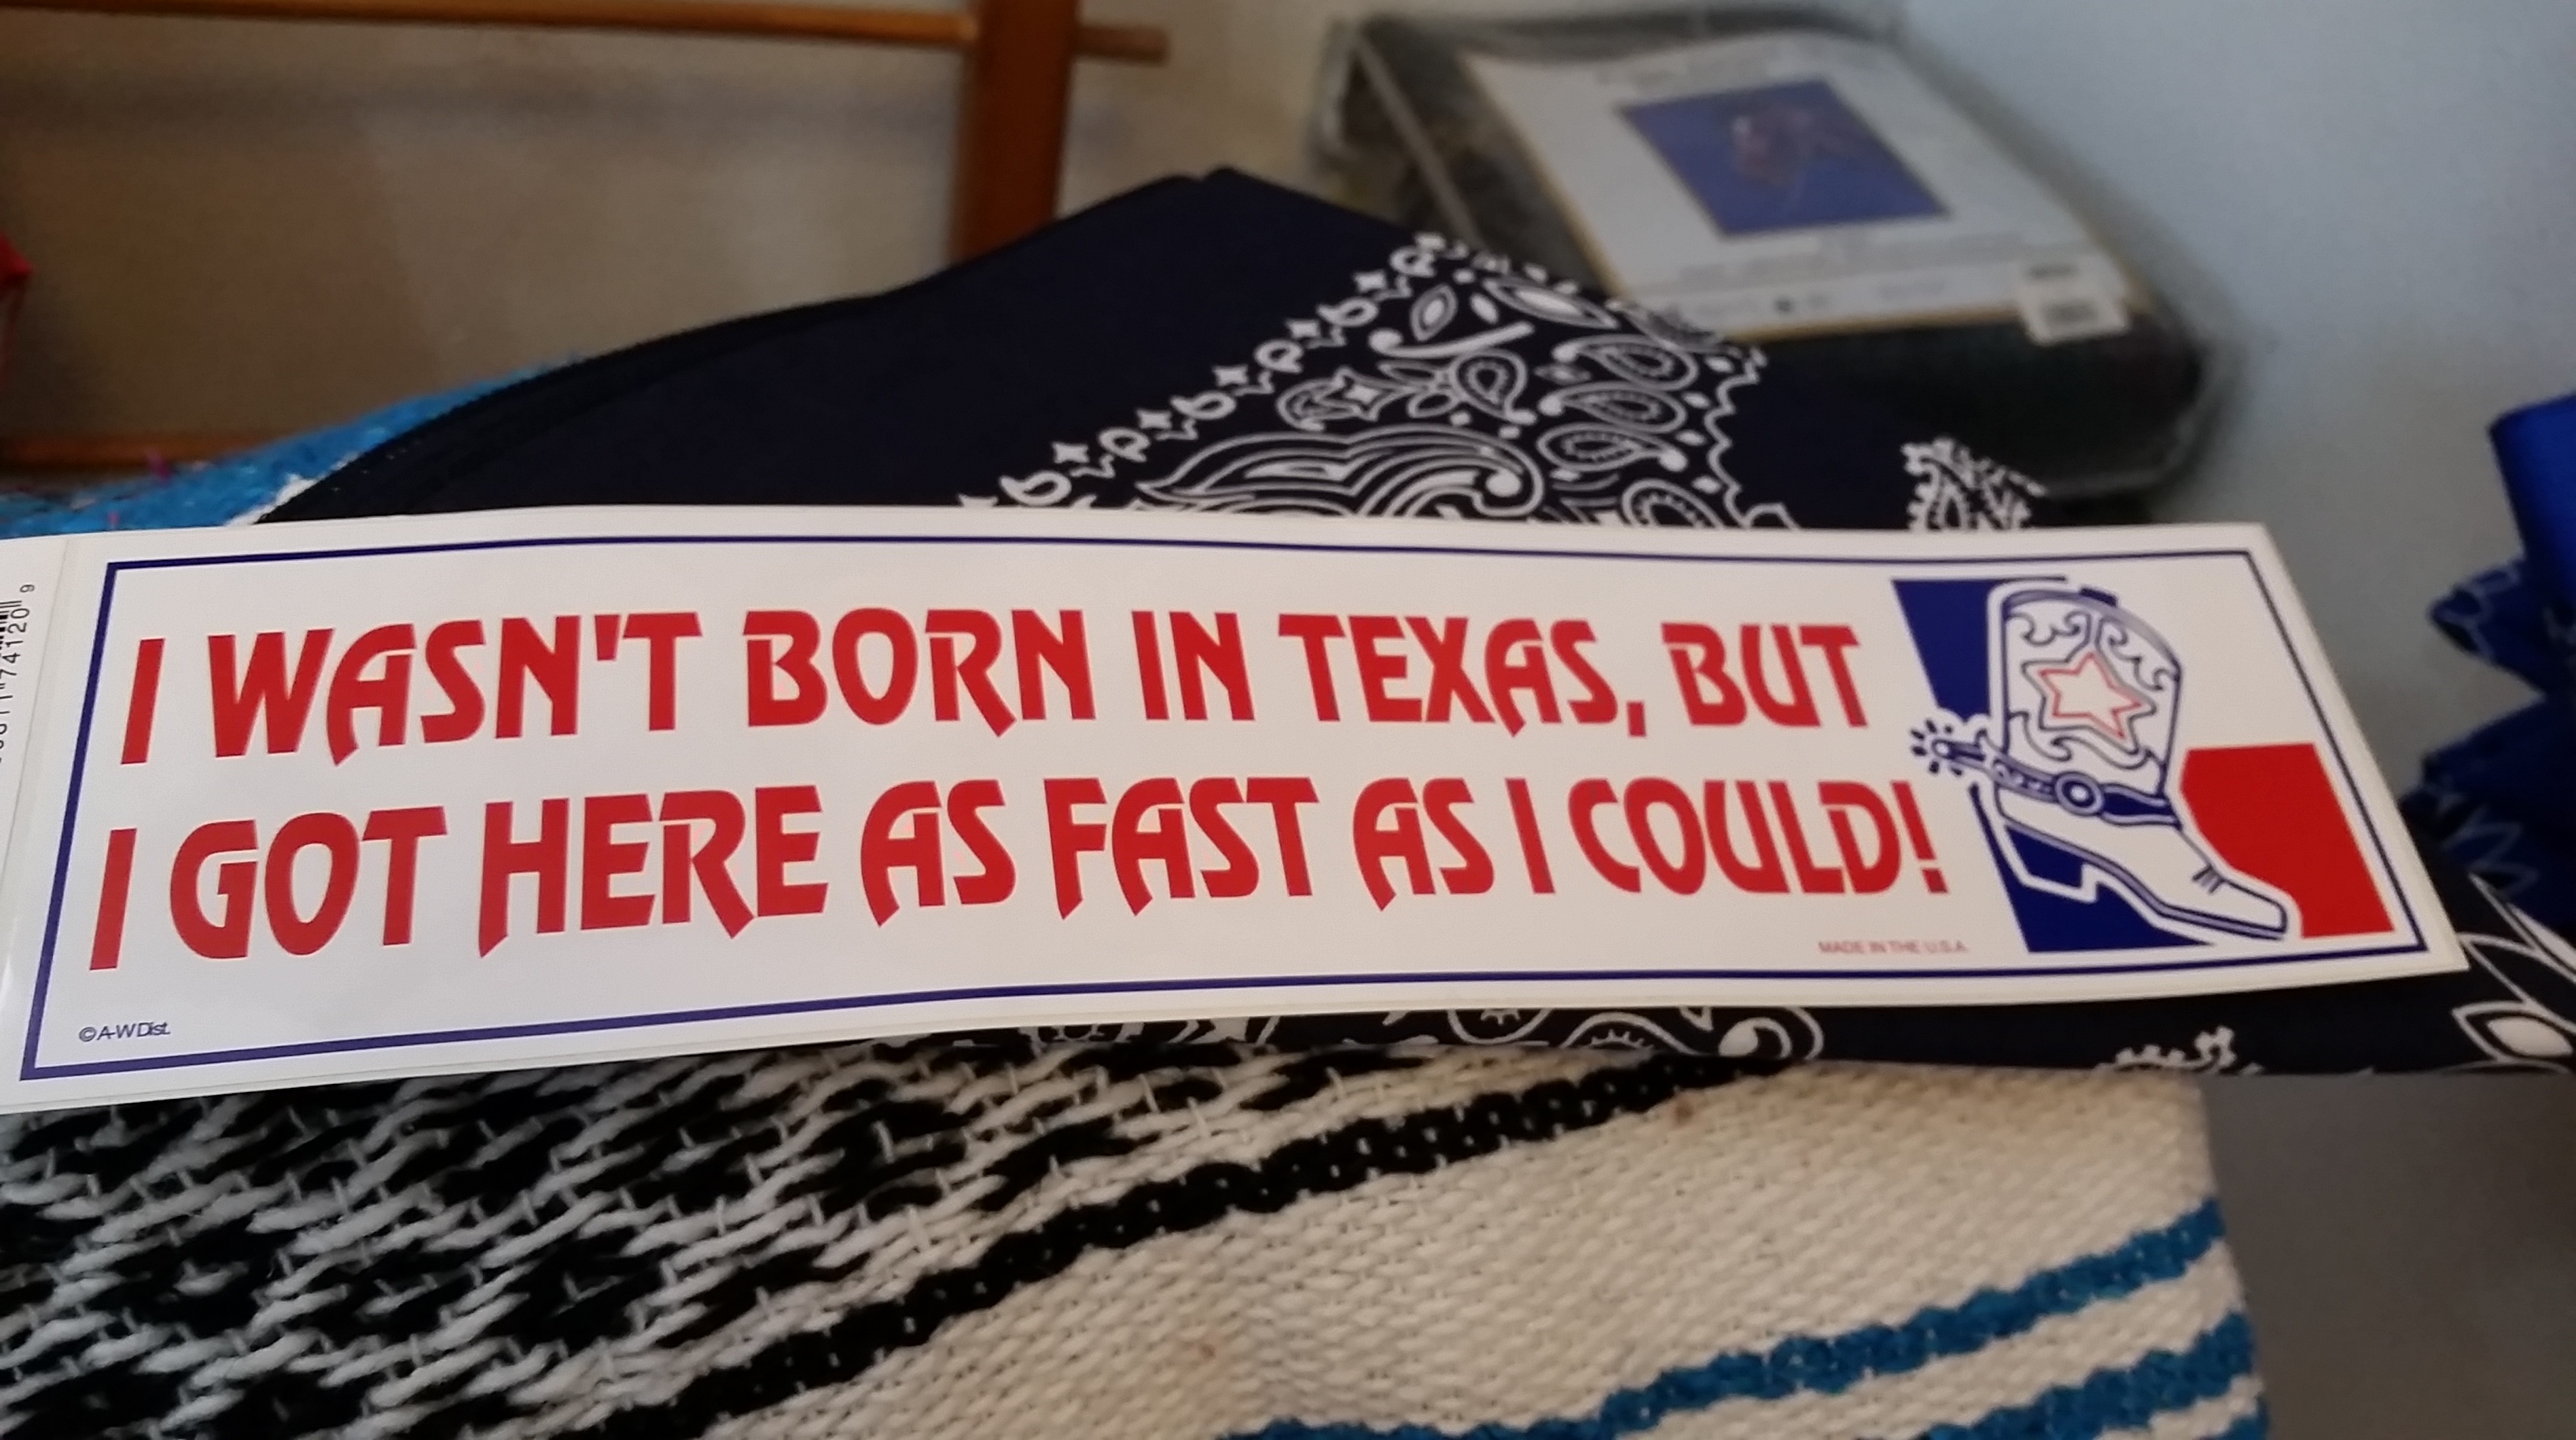 I WASN'T BORN IN TEXAS, BUT
I GOT HERE AS FAST AS I COULD!
MADE IN THE U.S.A.
© A-W Dist.